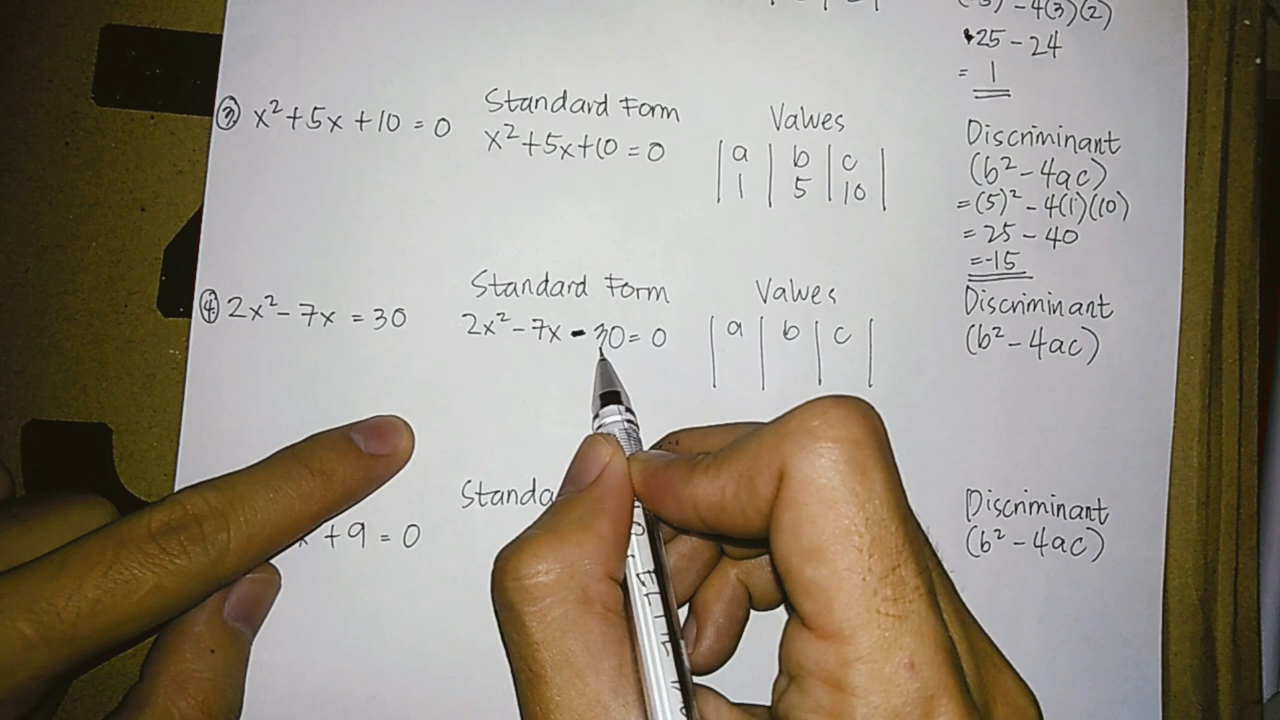 - 4(3)(2)
25 - 24
= 1
③ x² + 5x + 10 = 0
Standard Form
x² + 5x + 10 = 0
Values
a b c
1 5 10
Discriminant
(b² - 4ac)
= (5)² - 4(1)(10)
= 25 - 40
= -15
④ 2x² - 7x = 30
Standard Form
2x² - 7x - 30 = 0
Values
a b c
Discriminant
(b² - 4ac)
+ 9 = 0
Standa
Discriminant
(b² - 4ac)